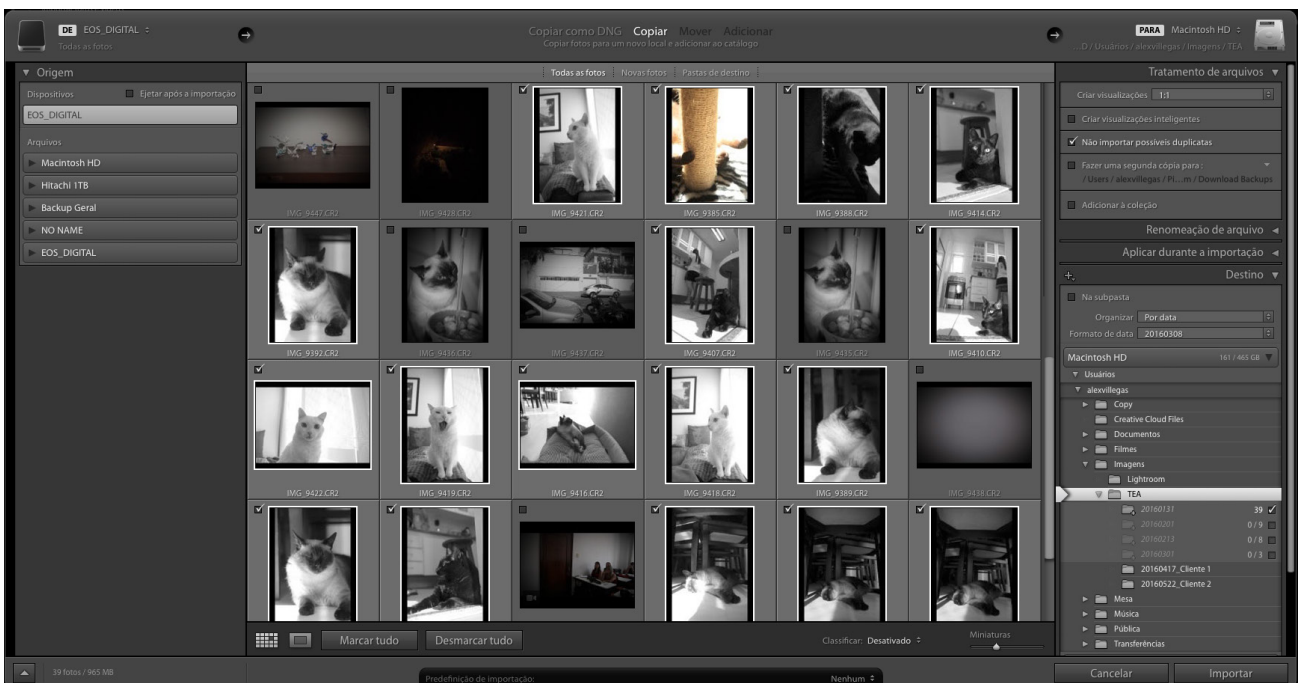 DE EOS_DIGITAL
Todas as fotos
Copiar como DNG Copiar Mover Adicionar
Copiar fotos para um novo local e adicionar ao catálogo
PARA Macintosh HD
...D / Usuários / alexvillegas / Imagens / TEA
Origem
Dispositivos Ejetar após a importação
EOS_DIGITAL
Arquivos
Macintosh HD
Hitachi 1TB
Backup Geral
NO NAME
EOS_DIGITAL
Todas as fotos Novas fotos Pastas de destino
IMG_9447.CR2 IMG_9428.CR2 IMG_9421.CR2 IMG_9385.CR2 IMG_9388.CR2 IMG_9414.CR2
IMG_9392.CR2 IMG_9436.CR2 IMG_9437.CR2 IMG_9407.CR2 IMG_9435.CR2 IMG_9410.CR2
IMG_9422.CR2 IMG_9419.CR2 IMG_9416.CR2 IMG_9418.CR2 IMG_9389.CR2 IMG_9438.CR2
Marcar tudo Desmarcar tudo Classificar: Desativado Miniaturas
Tratamento de arquivos
Criar visualizações 1:1
Criar visualizações inteligentes
Não importar possíveis duplicatas
Fazer uma segunda cópia para :
/ Users / alexvillegas / Pi...m / Download Backups
Adicionar à coleção
Renomeação de arquivo
Aplicar durante a importação
Destino
Na subpasta
Organizar Por data
Formato de data 20160308
Macintosh HD 161 / 465 GB
Usuários
alexvillegas
Copy
Creative Cloud Files
Documentos
Filmes
Imagens
Lightroom
TEA
20160131 39
20160201 0 / 9
20160213 0 / 8
20160301 0 / 3
20160417_Cliente 1
20160522_Cliente 2
Mesa
Música
Pública
Transferências
39 fotos / 965 MB
Predefinição de importação: Nenhum
Cancelar Importar